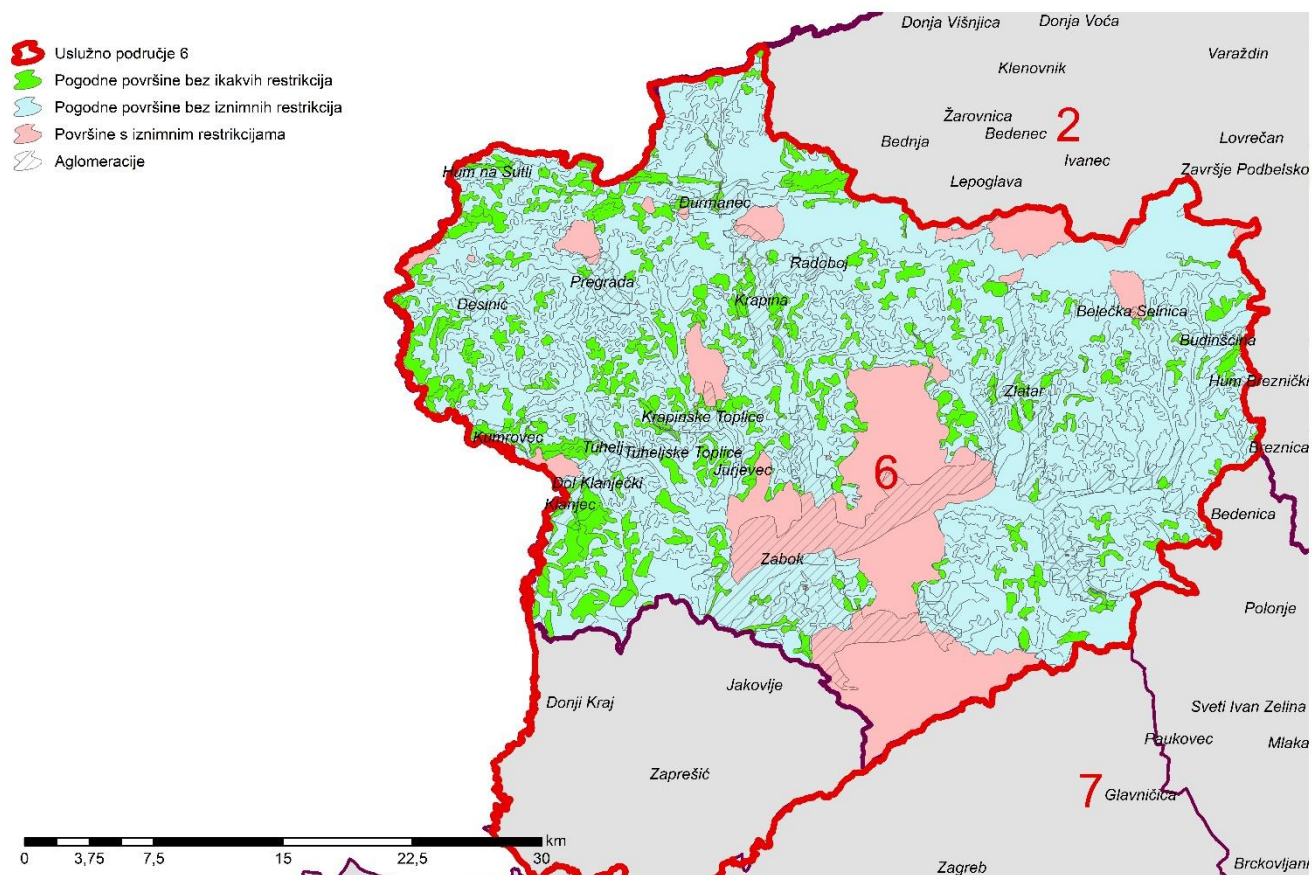 Uslužno područje 6
Pogodne površine bez ikakvih restrikcija
Pogodne površine bez iznimnih restrikcija
Površine s iznimnim restrikcijama
Aglomeracije
Donja Višnjica
Donja Voća
Varaždin
Klenovnik
Žarovnica
2
Bedenec
Bednja
Lovrečan
Ivanec
Završje Podbelsko
Lepoglava
Hum na Sutli
Đurmanec
Radoboj
Pregrada
Desinić
Krapina
Belečka Selnica
Budinšćina
Hum Breznički
Zlatar
Krapinske Toplice
Kumrovec
Tuhelj
Tuheljske Toplice
Breznica
Jurjevec
6
Dol Klanječki
Klanjec
Bedenica
Zabok
Polonje
Jakovlje
Donji Kraj
Sveti Ivan Zelina
Paukovec
Mlaka
Zaprešić
7
Glavničica
km
0
3,75
7,5
15
22,5
30
Zagreb
Brckovljani